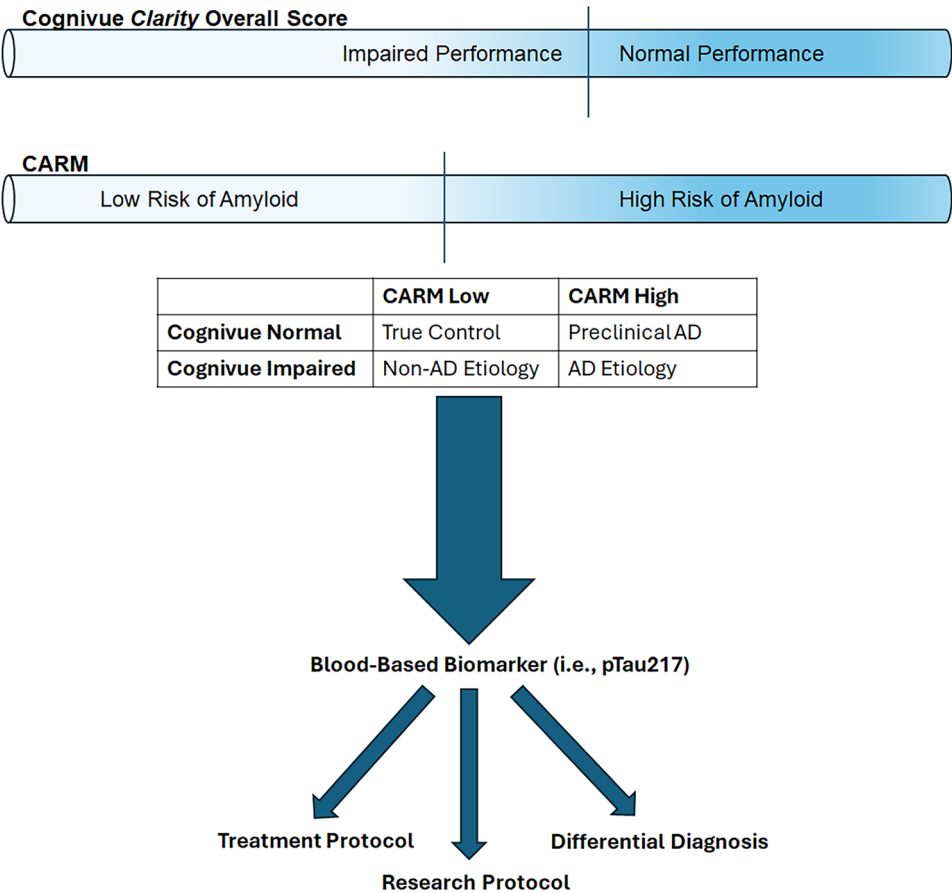 Cognivue Clarity Overall Score
Impaired Performance Normal Performance
CARM
Low Risk of Amyloid High Risk of Amyloid
CARM Low CARM High
Cognivue Normal True Control Preclinical AD
Cognivue Impaired Non-AD Etiology AD Etiology
Blood-Based Biomarker (i.e., pTau217)
Treatment Protocol Differential Diagnosis
Research Protocol